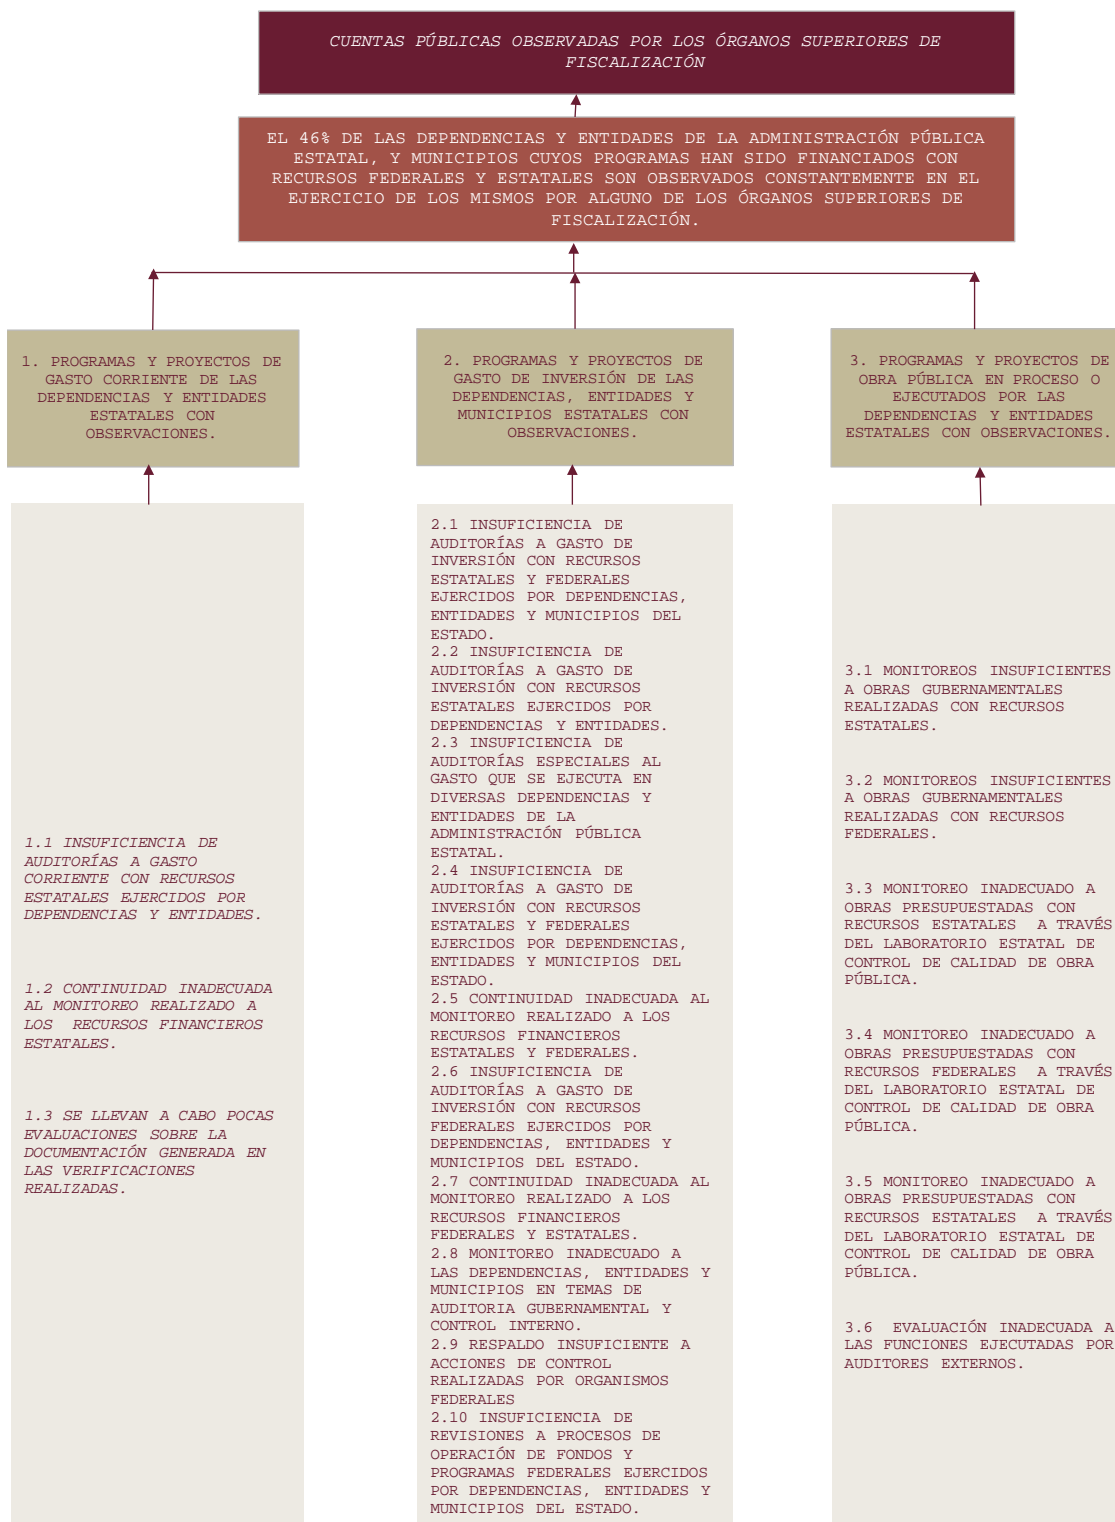 CUENTAS PÚBLICAS OBSERVADAS POR LOS ÓRGANOS SUPERIORES DE
FISCALIZACIÓN
EL 46% DE LAS DEPENDENCIAS Y ENTIDADES DE LA ADMINISTRACIÓN PÚBLICA
ESTATAL, Y MUNICIPIOS CUYOS PROGRAMAS HAN SIDO FINANCIADOS CON
RECURSOS FEDERALES Y ESTATALES SON OBSERVADOS CONSTANTEMENTE EN EL
EJERCICIO DE LOS MISMOS POR ALGUNO DE LOS ÓRGANOS SUPERIORES DE
FISCALIZACIÓN.
1. PROGRAMAS Y PROYECTOS DE
GASTO CORRIENTE DE LAS
DEPENDENCIAS Y ENTIDADES
ESTATALES CON
OBSERVACIONES.
2. PROGRAMAS Y PROYECTOS DE
GASTO DE INVERSIÓN DE LAS
DEPENDENCIAS, ENTIDADES Y
MUNICIPIOS ESTATALES CON
OBSERVACIONES.
3. PROGRAMAS Y PROYECTOS DE
OBRA PÚBLICA EN PROCESO O
EJECUTADOS POR LAS
DEPENDENCIAS Y ENTIDADES
ESTATALES CON OBSERVACIONES.
1.1 INSUFICIENCIA DE
AUDITORÍAS A GASTO
CORRIENTE CON RECURSOS
ESTATALES EJERCIDOS POR
DEPENDENCIAS Y ENTIDADES.
1.2 CONTINUIDAD INADECUADA
AL MONITOREO REALIZADO A
LOS RECURSOS FINANCIEROS
ESTATALES.
1.3 SE LLEVAN A CABO POCAS
EVALUACIONES SOBRE LA
DOCUMENTACIÓN GENERADA EN
LAS VERIFICACIONES
REALIZADAS.
2.1 INSUFICIENCIA DE
AUDITORÍAS A GASTO DE
INVERSIÓN CON RECURSOS
ESTATALES Y FEDERALES
EJERCIDOS POR DEPENDENCIAS,
ENTIDADES Y MUNICIPIOS DEL
ESTADO.
2.2 INSUFICIENCIA DE
AUDITORÍAS A GASTO DE
INVERSIÓN CON RECURSOS
ESTATALES EJERCIDOS POR
DEPENDENCIAS Y ENTIDADES.
2.3 INSUFICIENCIA DE
AUDITORÍAS ESPECIALES AL
GASTO QUE SE EJECUTA EN
DIVERSAS DEPENDENCIAS Y
ENTIDADES DE LA
ADMINISTRACIÓN PÚBLICA
ESTATAL.
2.4 INSUFICIENCIA DE
AUDITORÍAS A GASTO DE
INVERSIÓN CON RECURSOS
ESTATALES Y FEDERALES
EJERCIDOS POR DEPENDENCIAS,
ENTIDADES Y MUNICIPIOS DEL
ESTADO.
2.5 CONTINUIDAD INADECUADA AL
MONITOREO REALIZADO A LOS
RECURSOS FINANCIEROS
ESTATALES Y FEDERALES.
2.6 INSUFICIENCIA DE
AUDITORÍAS A GASTO DE
INVERSIÓN CON RECURSOS
FEDERALES EJERCIDOS POR
DEPENDENCIAS, ENTIDADES Y
MUNICIPIOS DEL ESTADO.
2.7 CONTINUIDAD INADECUADA AL
MONITOREO REALIZADO A LOS
RECURSOS FINANCIEROS
FEDERALES Y ESTATALES.
2.8 MONITOREO INADECUADO A
LAS DEPENDENCIAS, ENTIDADES Y
MUNICIPIOS EN TEMAS DE
AUDITORIA GUBERNAMENTAL Y
CONTROL INTERNO.
2.9 RESPALDO INSUFICIENTE A
ACCIONES DE CONTROL
REALIZADAS POR ORGANISMOS
FEDERALES
2.10 INSUFICIENCIA DE
REVISIONES A PROCESOS DE
OPERACIÓN DE FONDOS Y
PROGRAMAS FEDERALES EJERCIDOS
POR DEPENDENCIAS, ENTIDADES Y
MUNICIPIOS DEL ESTADO.
3.1 MONITOREOS INSUFICIENTES
A OBRAS GUBERNAMENTALES
REALIZADAS CON RECURSOS
ESTATALES.
3.2 MONITOREOS INSUFICIENTES
A OBRAS GUBERNAMENTALES
REALIZADAS CON RECURSOS
FEDERALES.
3.3 MONITOREO INADECUADO A
OBRAS PRESUPUESTADAS CON
RECURSOS ESTATALES A TRAVÉS
DEL LABORATORIO ESTATAL DE
CONTROL DE CALIDAD DE OBRA
PÚBLICA.
3.4 MONITOREO INADECUADO A
OBRAS PRESUPUESTADAS CON
RECURSOS FEDERALES A TRAVÉS
DEL LABORATORIO ESTATAL DE
CONTROL DE CALIDAD DE OBRA
PÚBLICA.
3.5 MONITOREO INADECUADO A
OBRAS PRESUPUESTADAS CON
RECURSOS ESTATALES A TRAVÉS
DEL LABORATORIO ESTATAL DE
CONTROL DE CALIDAD DE OBRA
PÚBLICA.
3.6 EVALUACIÓN INADECUADA A
LAS FUNCIONES EJECUTADAS POR
AUDITORES EXTERNOS.